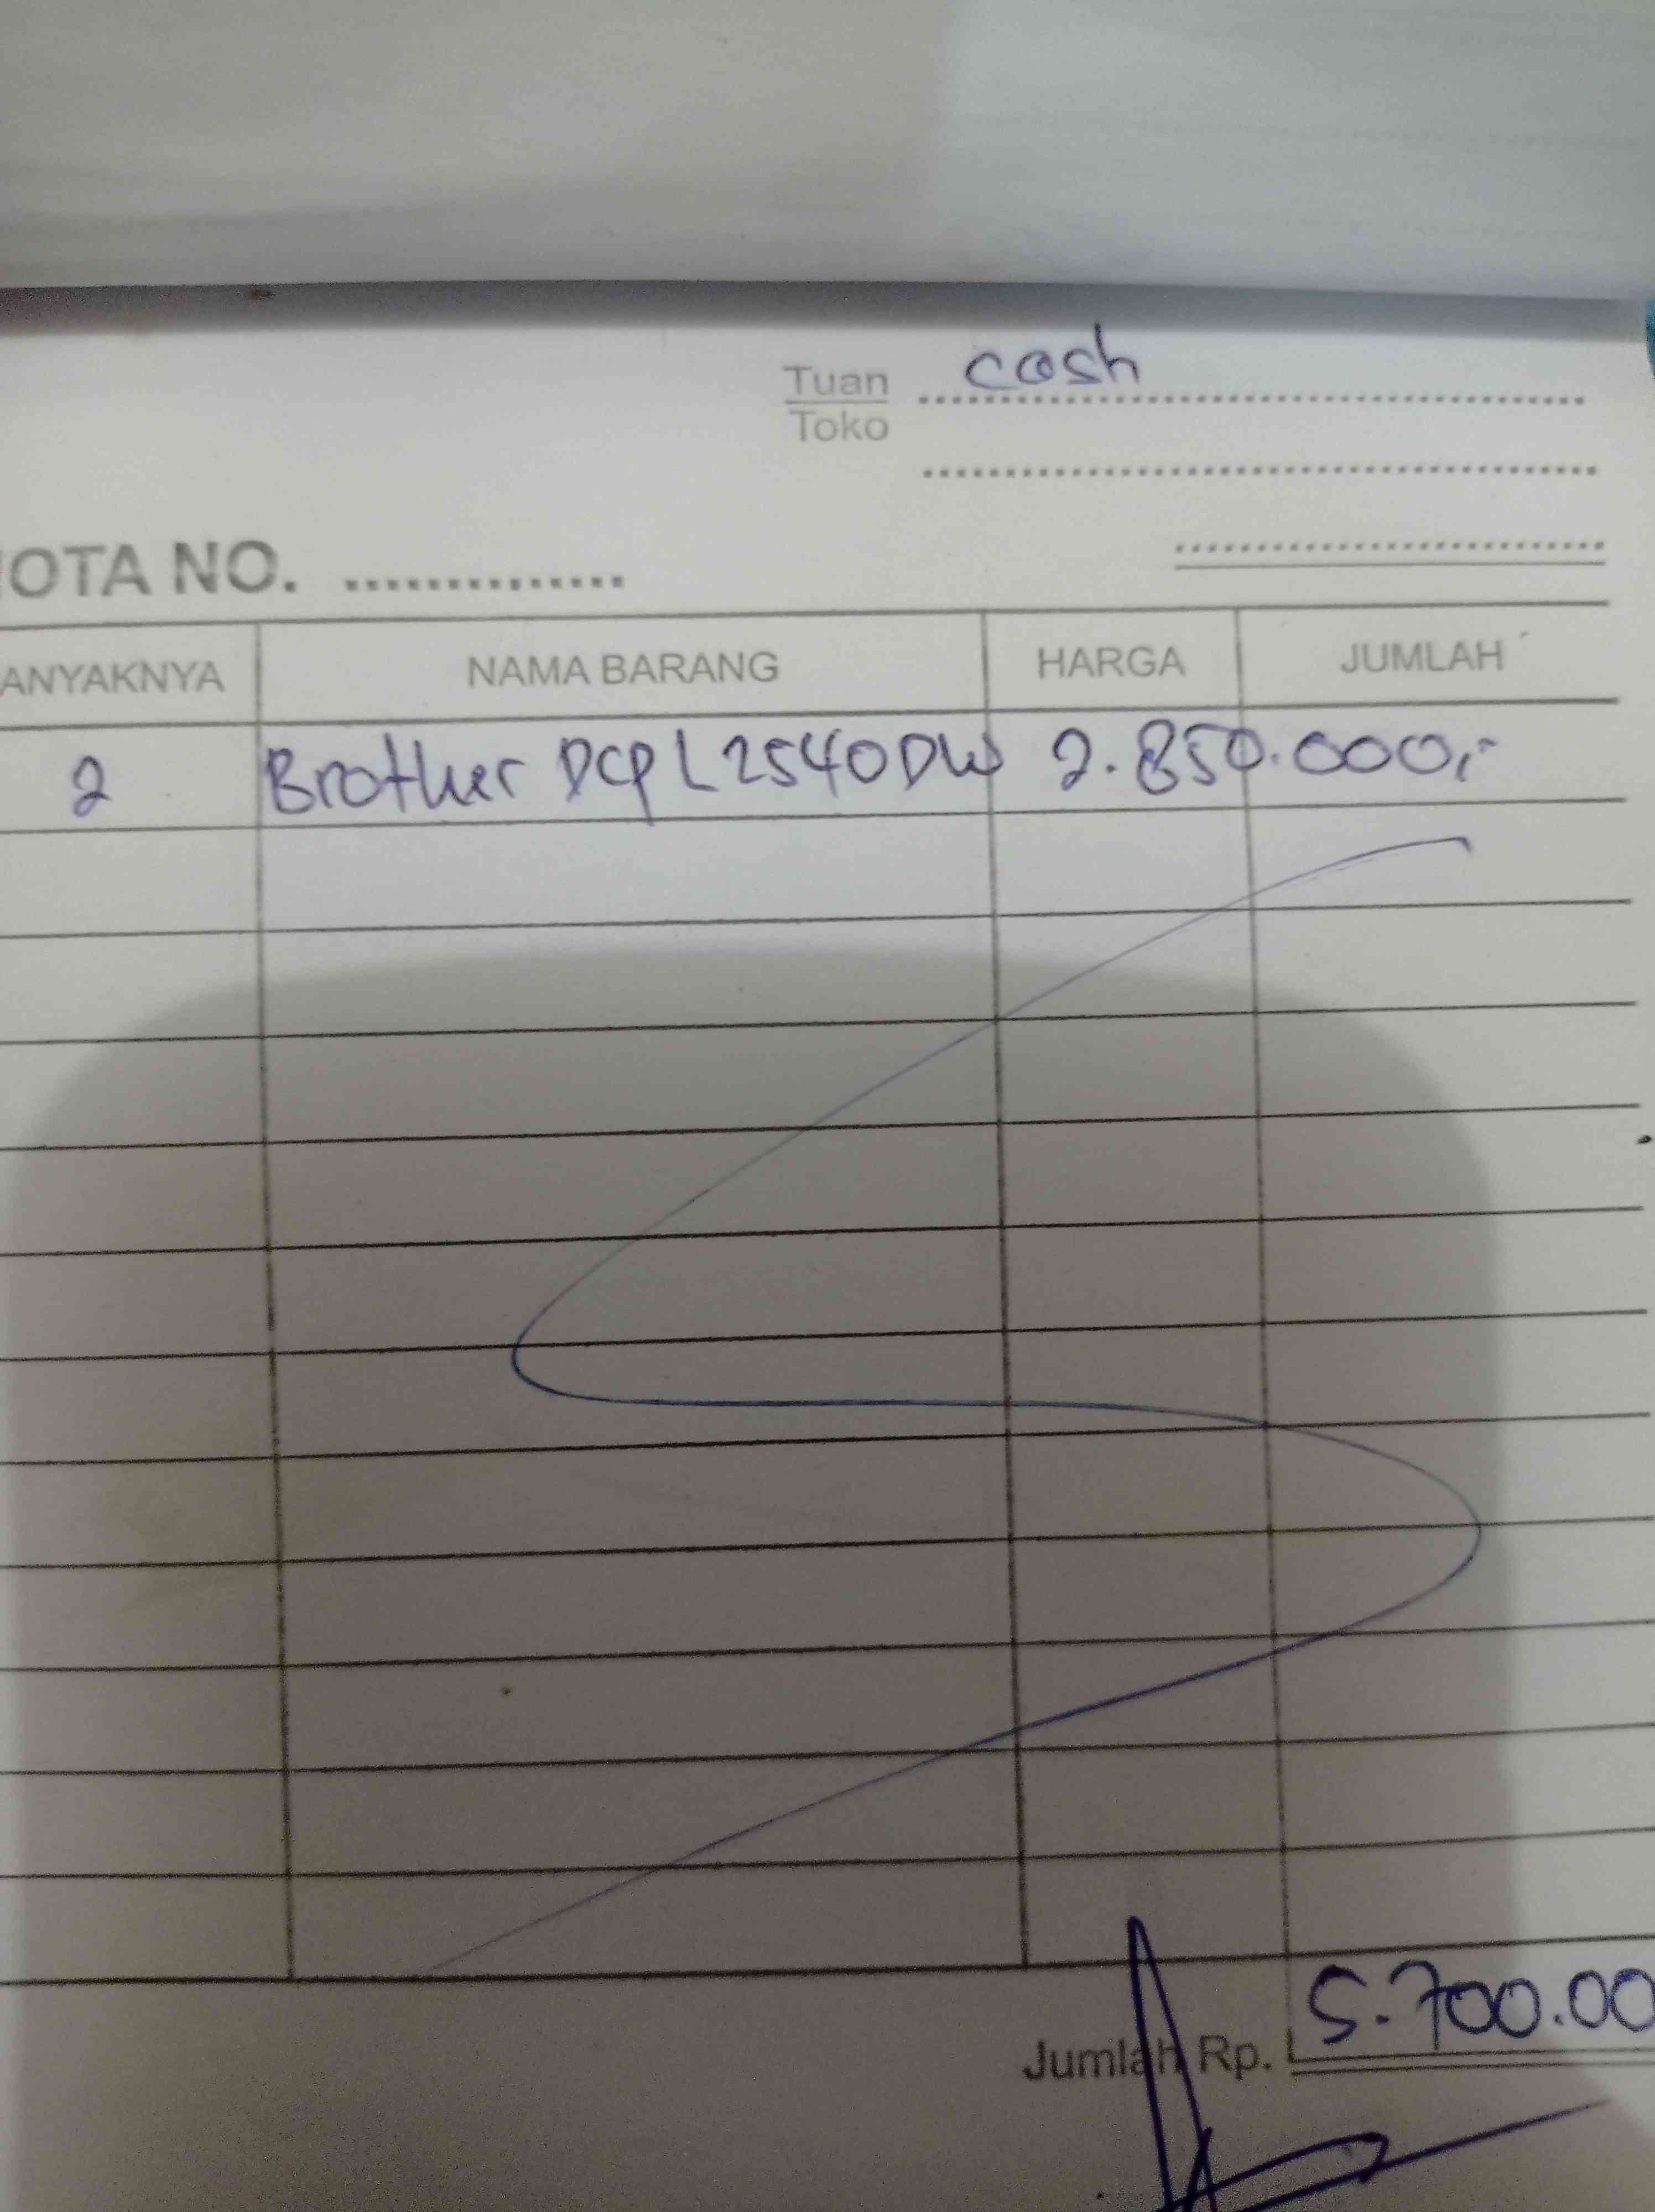 Tuan cash
Toko
OTA NO.
ANYAKNYA NAMA BARANG HARGA JUMLAH
2 Brother DCP L2540DW 2.850.000,-
Jumlah Rp. 5.700.00